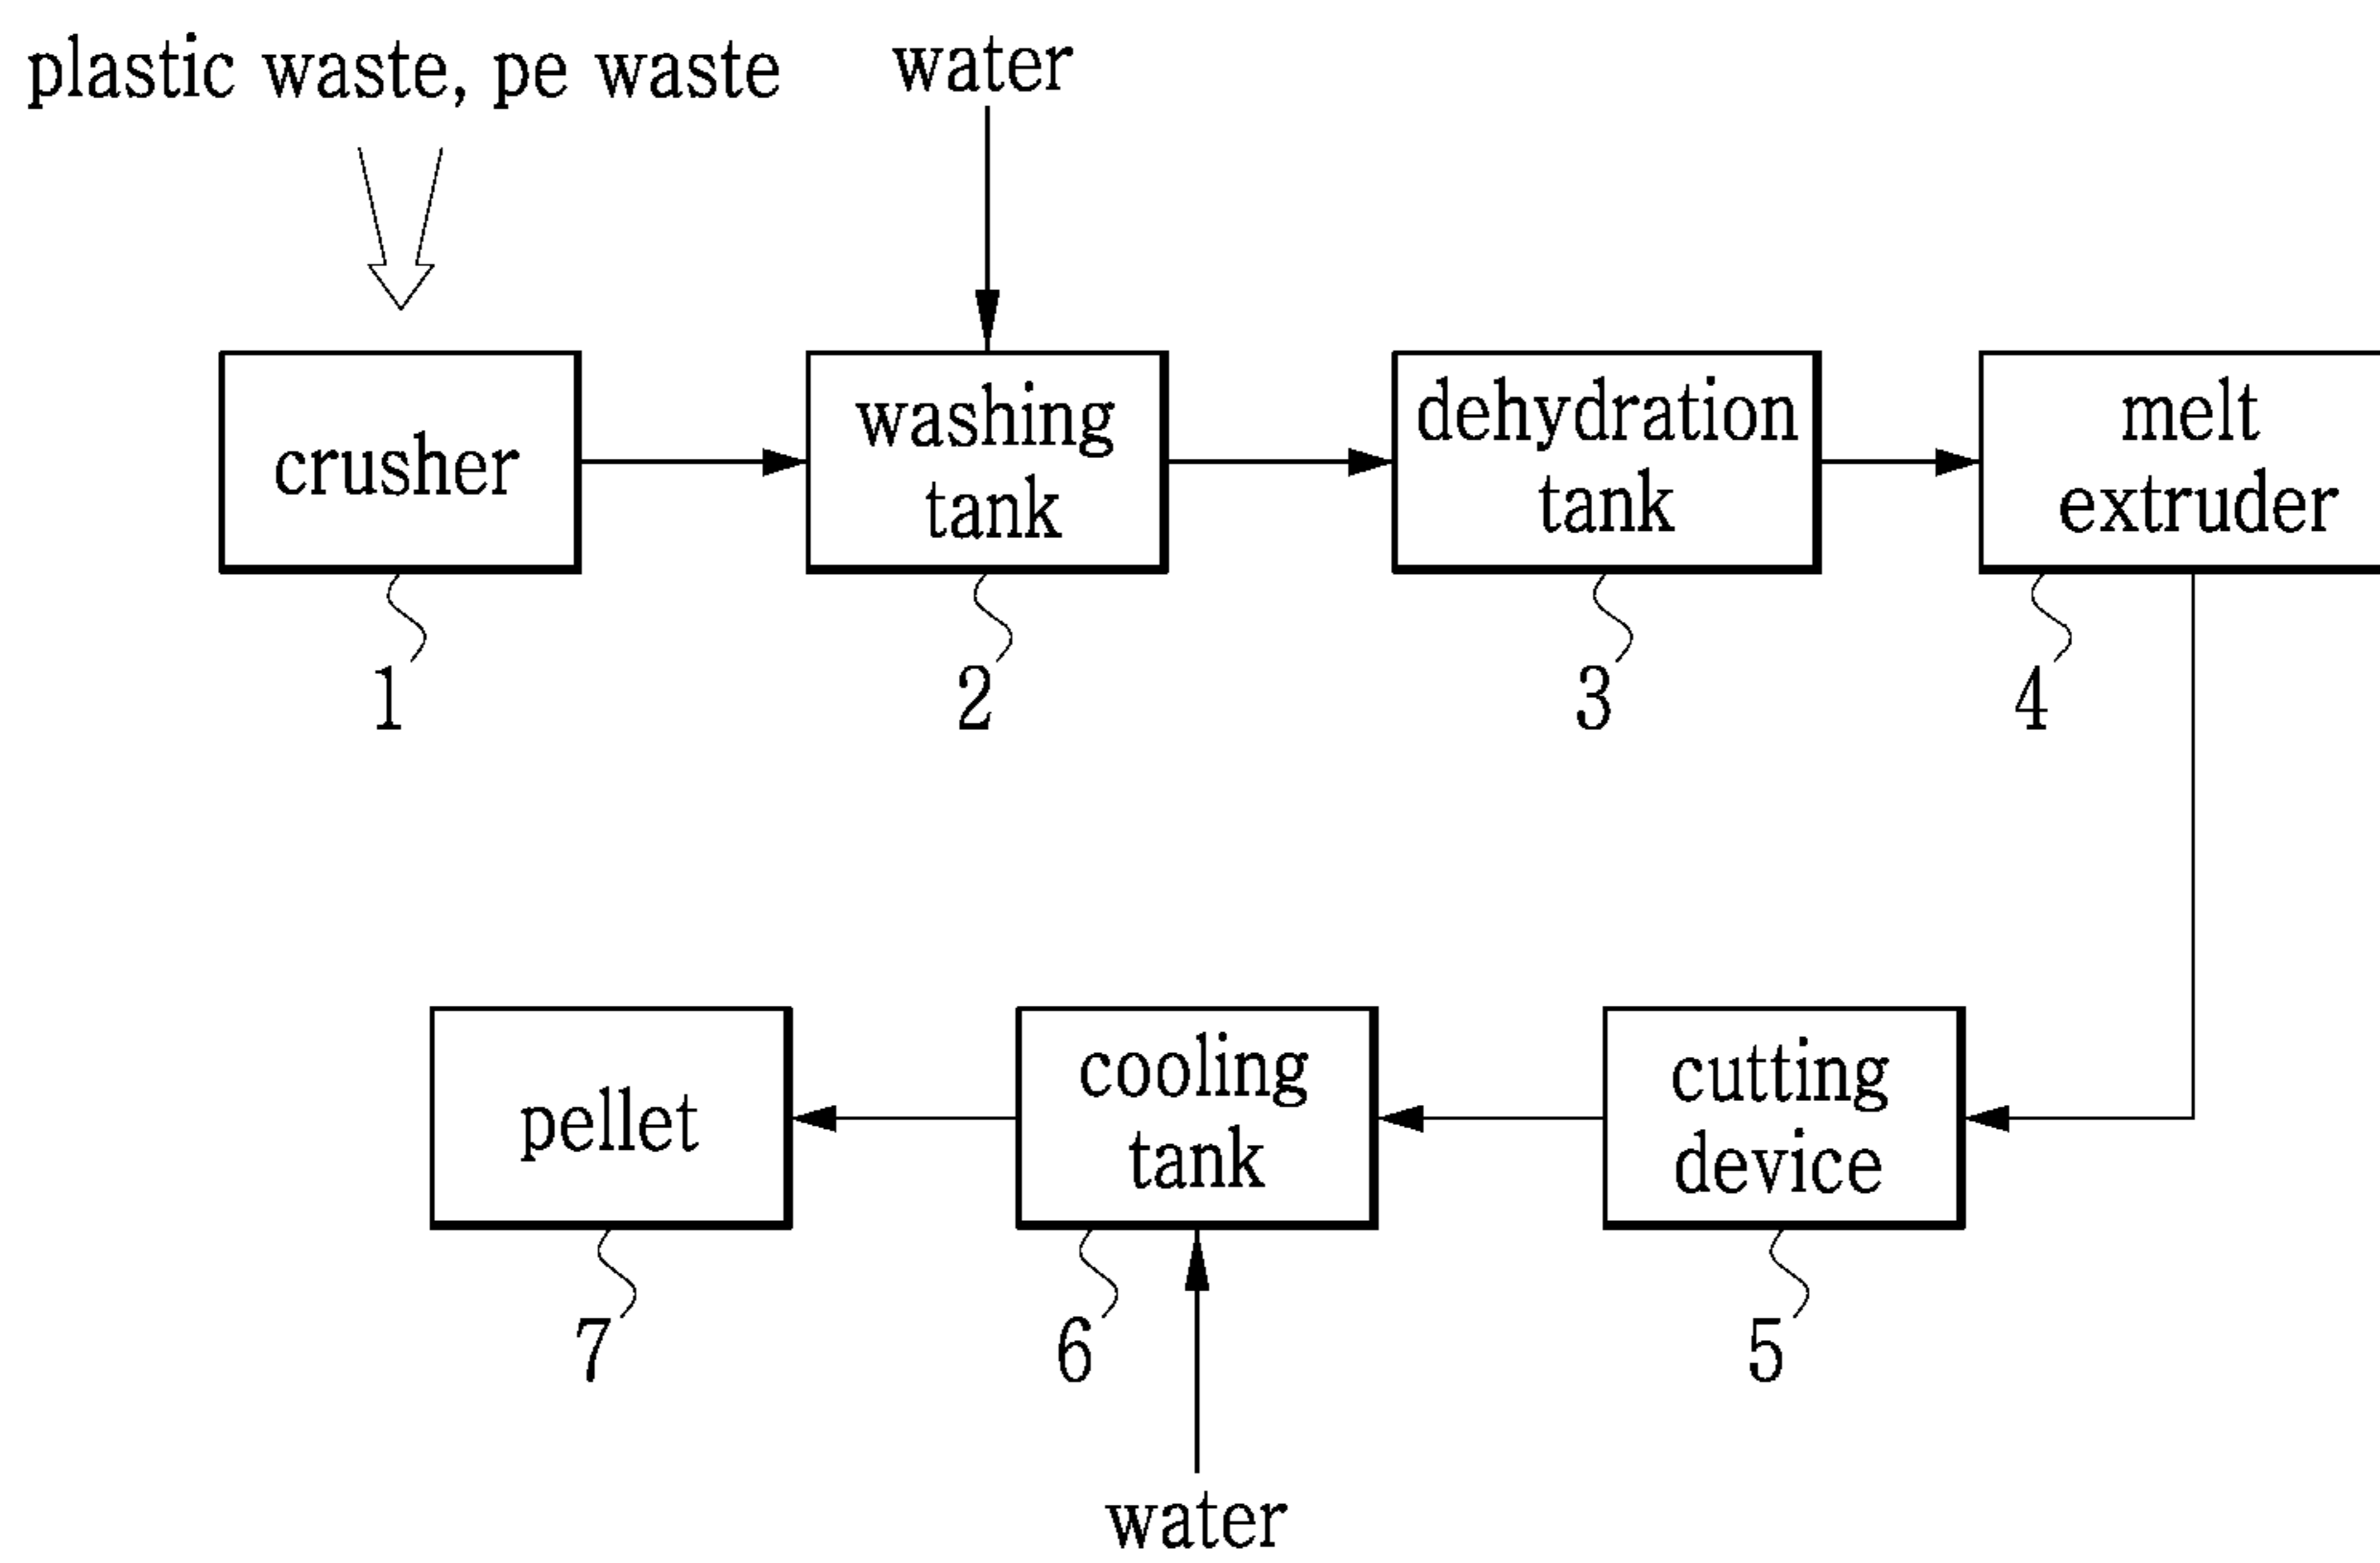 plastic waste, pe waste
water
crusher
washing
tank
dehydration
tank
melt
extruder
1
2
3
4
pellet
cooling
tank
cutting
device
7
6
5
water